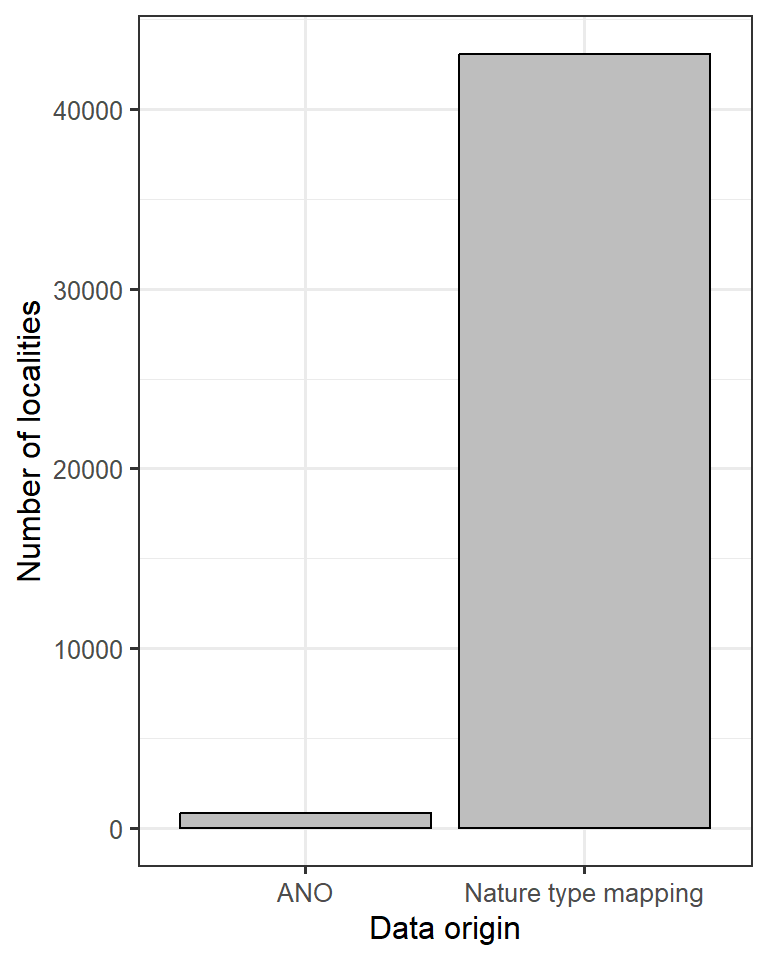 Number of localities
40000
30000
20000
10000
0
ANO
Nature type mapping
Data origin